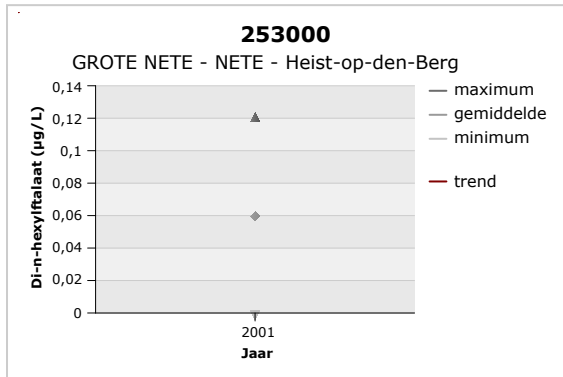 253000
GROTE NETE - NETE - Heist-op-den-Berg
Di-n-hexylftalaat (µg/L)
0,14
0,12
0,1
0,08
0,06
0,04
0,02
0
2001
Jaar
maximum
gemiddelde
minimum
trend